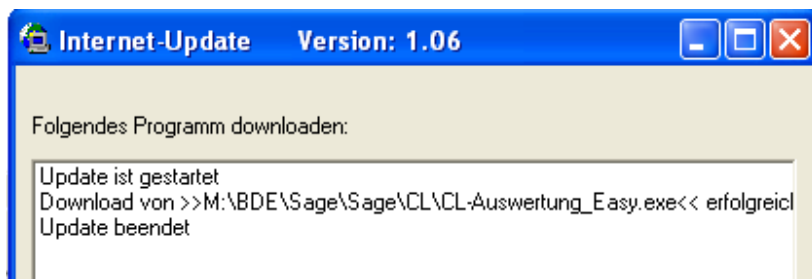 Internet-Update Version: 1.06
Folgendes Programm downloaden:
Update ist gestartet
Download von >>M:\BDE\Sage\Sage\CL\CL-Auswertung_Easy.exe<< erfolgreich
Update beendet